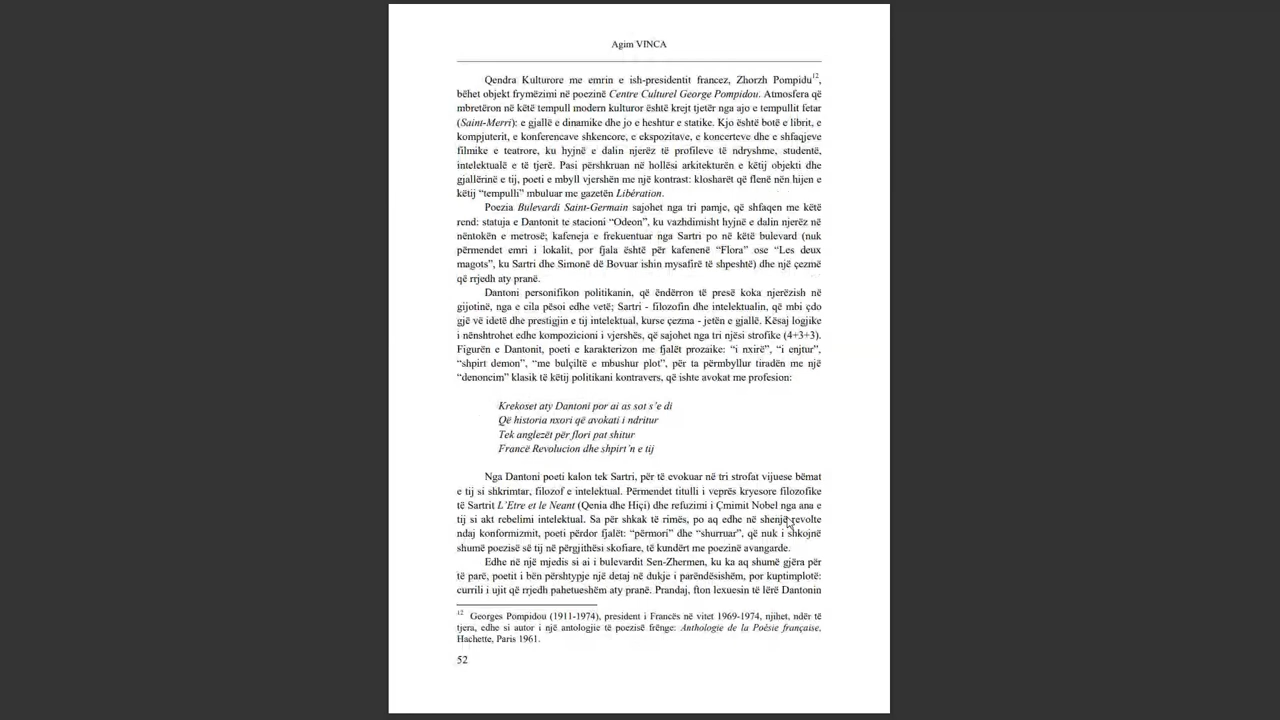 Agim VINCA
Qendra Kulturore me emrin e ish-presidentit francez, Zhorzh Pompidu12,
bëhet objekt frymëzimi në poezinë Centre Culturel George Pompidou. Atmosfera që
mbretëron në këtë tempull modern kulturor është krejt tjetër nga ajo e tempullit fetar
(Saint-Merri): e gjallë e dinamike dhe jo e heshtur e statike. Kjo është botë e librit, e
kompjuterit, e konferencave shkencore, e ekspozitave, e koncerteve dhe e shfaqjeve
filmike e teatrore, ku hyjnë e dalin njerëz të profileve të ndryshme, studentë,
intelektualë e të tjerë. Pasi përshkruan në hollësi arkitekturën e këtij objekti dhe
gjallërinë e tij, poeti e mbyll vjershën me një kontrast: klosharët që flenë nën hijen e
këtij “tempulli” mbuluar me gazetën Libération.
Poezia Bulevardi Saint-Germain sajohet nga tri pamje, që shfaqen me këtë
rend: statuja e Dantonit te stacioni “Odeon”, ku vazhdimisht hyjnë e dalin njerëz në
nëntokën e metrosë; kafeneja e frekuentuar nga Sartri po në këtë bulevard (nuk
përmendet emri i lokalit, por fjala është për kafenenë “Flora” ose “Les deux
magots”, ku Sartri dhe Simonë dë Bovuar ishin mysafirë të shpeshtë) dhe një çezmë
që rrjedh aty pranë.
Dantoni personifikon politikanin, që ëndërron të presë koka njerëzish në
gijotinë, nga e cila pësoi edhe vetë; Sartri - filozofin dhe intelektualin, që mbi çdo
gjë vë idetë dhe prestigjin e tij intelektual, kurse çezma - jetën e gjallë. Kësaj logjike
i nënshtrohet edhe kompozicioni i vjershës, që sajohet nga tri njësi strofike (4+3+3).
Figurën e Dantonit, poeti e karakterizon me fjalët prozaike: “i nxirë”, “i enjtur”,
“shpirt demon”, “me bulçiltë e mbushur plot”, për ta përmbyllur tiradën me një
“denoncim” klasik të këtij politikani kontravers, që ishte avokat me profesion:
Krekoset aty Dantoni por ai as sot s’e di
Që historia nxori që avokati i ndritur
Tek anglezët për flori pat shitur
Francë Revolucion dhe shpirt’n e tij
Nga Dantoni poeti kalon tek Sartri, për të evokuar në tri strofat vijuese bëmat
e tij si shkrimtar, filozof e intelektual. Përmendet titulli i veprës kryesore filozofike
të Sartrit L’Etre et le Neant (Qenia dhe Hiçi) dhe refuzimi i Çmimit Nobel nga ana e
tij si akt rebelimi intelektual. Sa për shkak të rimës, po aq edhe në shenjë revolte
ndaj konformizmit, poeti përdor fjalët: “përmori” dhe “shurruar”, që nuk i shkojnë
shumë poezisë së tij në përgjithësi skofiare, të kundërt me poezinë avangarde.
Edhe në një mjedis si ai i bulevardit Sen-Zhermen, ku ka aq shumë gjëra për
të parë, poetit i bën përshtypje një detaj në dukje i parëndësishëm, por kuptimplotë:
currili i ujit që rrjedh pahetueshëm aty pranë. Prandaj, fton lexuesin të lërë Dantonin
12 Georges Pompidou (1911-1974), president i Francës në vitet 1969-1974, njihet, ndër të
tjera, edhe si autor i një antologjie të poezisë frënge: Anthologie de la Poésie française,
Hachette, Paris 1961.
52